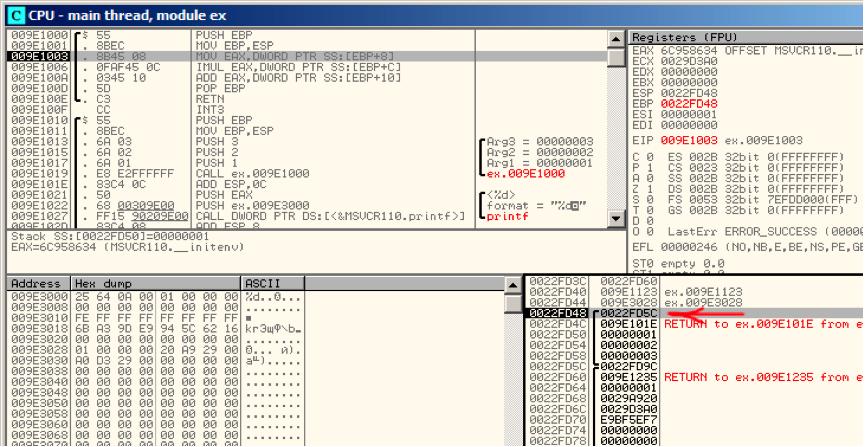 CPU - main thread, module ex
009E1000 $ 55 PUSH EBP
009E1001 . 8BEC MOV EBP,ESP
009E1003 . 8B45 08 MOV EAX,DWORD PTR SS:[EBP+8]
009E1006 . 0FAF45 0C IMUL EAX,DWORD PTR SS:[EBP+C]
009E100A . 0345 10 ADD EAX,DWORD PTR SS:[EBP+10]
009E100D . 5D POP EBP
009E100E . C3 RETN
009E100F CC INT3
009E1010 $ 55 PUSH EBP
009E1011 . 8BEC MOV EBP,ESP
009E1013 . 6A 03 PUSH 3 Arg3 = 00000003
009E1015 . 6A 02 PUSH 2 Arg2 = 00000002
009E1017 . 6A 01 PUSH 1 Arg1 = 00000001
009E1019 . E8 E2FFFFFF CALL ex.009E1000 ex.009E1000
009E101E . 83C4 0C ADD ESP,0C
009E1021 . 50 PUSH EAX <%d>
009E1022 . 68 00309E00 PUSH ex.009E3000 format = "%d
009E1027 . FF15 90209E00 CALL DWORD PTR DS:[<&MSVCR110.printf>] printf
009E102D . 83C4 08 ADD ESP,8
Stack SS:[0022FD50]=00000001
EAX=6C958634 (MSVCR110.__initenv)
Registers (FPU)
EAX 6C958634 OFFSET MSVCR110.__in
ECX 0029D3A0
EDX 00000000
EBX 00000000
ESP 0022FD48
EBP 0022FD48
ESI 00000001
EDI 00000000
EIP 009E1003 ex.009E1003
C 0 ES 002B 32bit 0(FFFFFFFF)
P 1 CS 0023 32bit 0(FFFFFFFF)
A 0 SS 002B 32bit 0(FFFFFFFF)
Z 1 DS 002B 32bit 0(FFFFFFFF)
S 0 FS 0053 32bit 7EFDD000(FFF)
T 0 GS 002B 32bit 0(FFFFFFFF)
D 0
O 0 LastErr ERROR_SUCCESS (0000
EFL 00000246 (NO,NB,E,BE,NS,PE,GE
ST0 empty 0.0
Address Hex dump ASCII
009E3000 25 64 0A 00 01 00 00 00 %d..
009E3008 00 00 00 00 00 00 00 00 ........
009E3010 FE FF FF FF FF FF FF FF
009E3018 6B A3 9D E9 94 5C 62 16
009E3020 00 00 00 00 00 00 00 00 ........
009E3028 01 00 00 00 20 A9 29 00
009E3030 A0 D3 29 00 00 00 00 00
009E3038 00 00 00 00 00 00 00 00 ........
009E3040 00 00 00 00 00 00 00 00 ........
009E3048 00 00 00 00 00 00 00 00 ........
009E3050 00 00 00 00 00 00 00 00 ........
009E3058 00 00 00 00 00 00 00 00 ........
009E3060 00 00 00 00 00 00 00 00 ........
009E3068 00 00 00 00 00 00 00 00 ........
0022FD3C 0022FD60
0022FD40 009E1123 ex.009E1123
0022FD44 009E3028 ex.009E3028
0022FD48 0022FD5C
0022FD4C 009E101E RETURN to ex.009E101E from e
0022FD50 00000001
0022FD54 00000002
0022FD58 00000003
0022FD5C 0022FD9C
0022FD60 009E1235 RETURN to ex.009E1235 from e
0022FD64 00000001
0022FD68 0029A920
0022FD6C 0029D3A0
0022FD70 E9BF5EF7
0022FD74 00000000
0022FD78 00000000